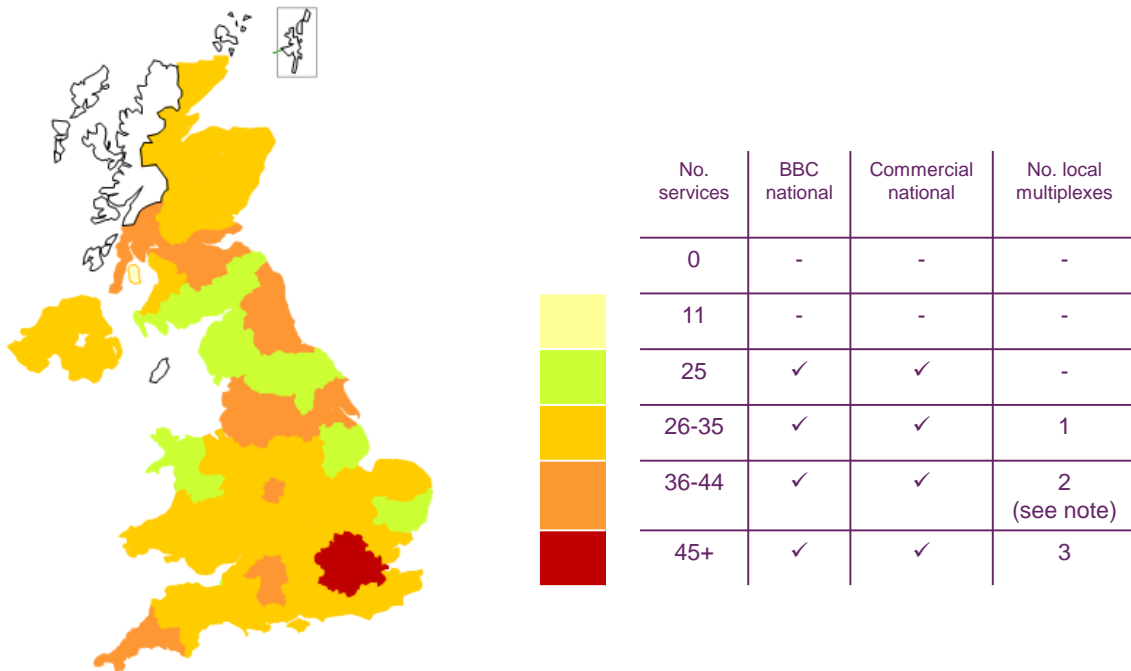 No. services
BBC national
Commercial national
No. local multiplexes
0 - - -
11 - - -
25 ✓ ✓ -
26-35 ✓ ✓ 1
36-44 ✓ ✓ 2
(see note)
45+ ✓ ✓ 3